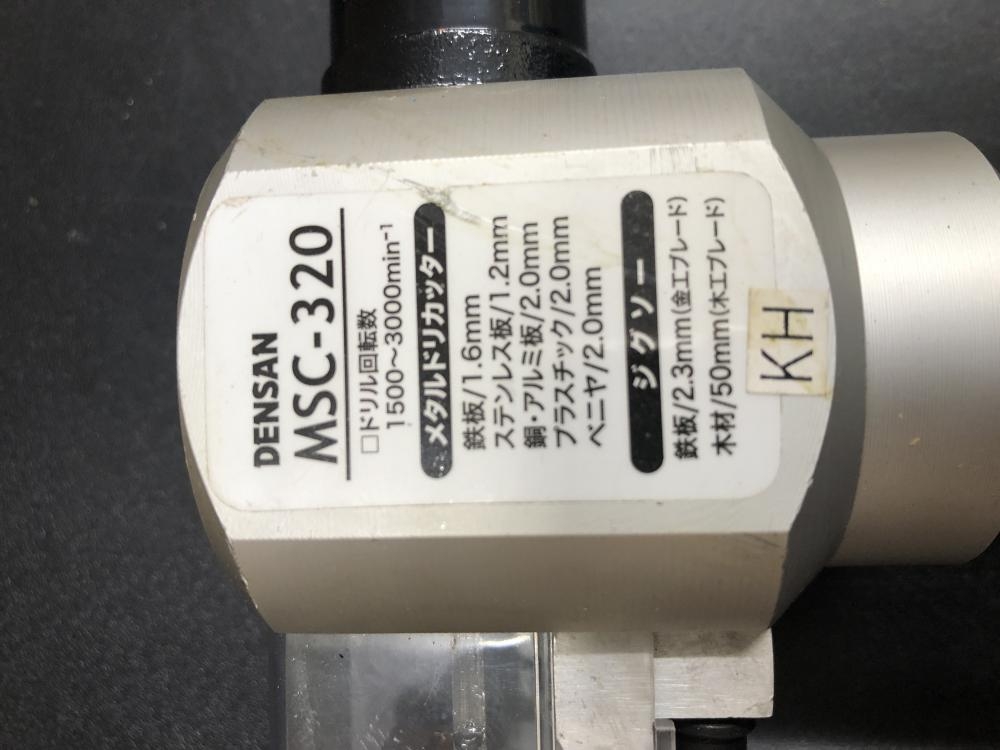 DENSAN
MSC-320
□ドリル回転数
1500〜3000min⁻¹
メタルドリカッター
鉄板/1.6mm
ステンレス板/1.2mm
銅・アルミ板/2.0mm
プラスチック/2.0mm
ベニヤ/2.0mm
ジグソー
鉄板/2.3mm(金工ブレード)
木材/50mm(木工ブレード)
KH